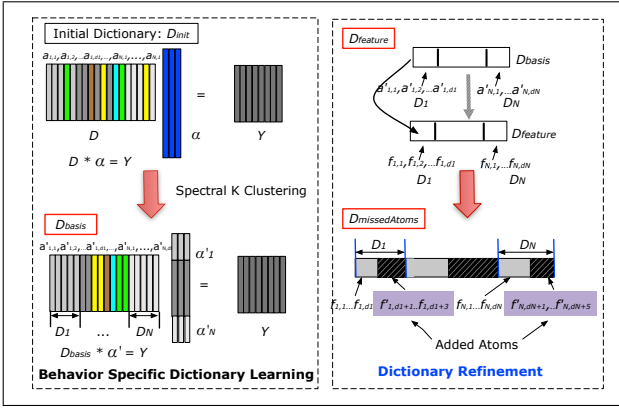 Initial Dictionary: Dinit
a1,1,a1,2,...a1,d1,...,aN,1,...,aN,1
=
D
α
Y
D * α = Y
Spectral K Clustering
Dbasis
a'1,1,a'1,2,...a'1,d1,...,a'N,1,...,a'N,d
α'1
=
D1
...
DN
α'N
Y
Dbasis * α' = Y
Behavior Specific Dictionary Learning
Dfeature
Dbasis
a'1,1,a'1,2,...a'1,d1
a'N,1,...a'N,dN
D1
DN
Dfeature
f1,1,f1,2,...f1,d1
fN,1,...fN,dN
D1
DN
DmissedAtoms
D1
DN
f1,1...f1,d1
f'1,d1+1...f1,d1+3
fN,1...fN,dN
f'N,dN+1,..f'N,dN+5
Added Atoms
Dictionary Refinement